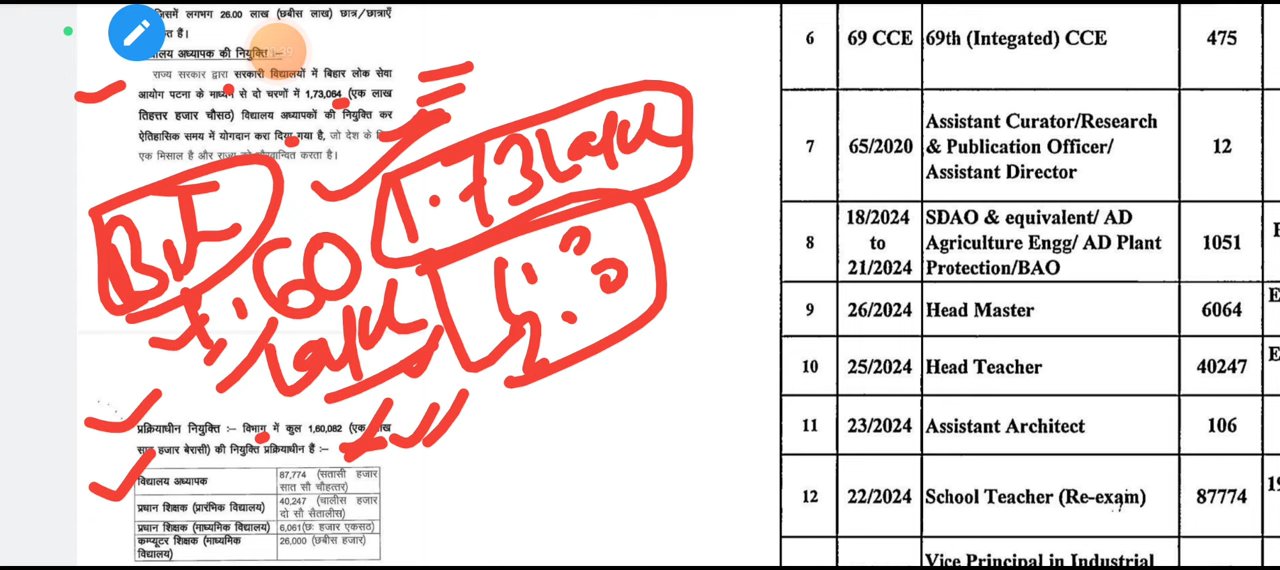 जिसमें लगभग 26.00 लाख (छबीस लाख) छात्र/छात्राएँ
त हैं।
लय अध्यापक की नियुक्ति :—
राज्य सरकार द्वारा सरकारी विद्यालयों में बिहार लोक सेवा
आयोग पटना के माध्यम से दो चरणों में 1,73,064 (एक लाख
तिहत्तर हजार चौसठ) विद्यालय अध्यापकों की नियुक्ति कर
ऐतिहासिक समय में योगदान करा दिया गया है, जो देश के
एक मिसाल है और राज्य को गौरवान्वित करता है।
1.73 लाख
1.60
लाख
प्रक्रियाधीन नियुक्ति :— विभाग में कुल 1,60,082 (एक लाख
साठ हजार बेरासी) की नियुक्ति प्रक्रियाधीन हैं :—
विद्यालय अध्यापक 87,774 (सतासी हजार
सात सौ चौहत्तर)
प्रधान शिक्षक (प्रारंभिक विद्यालय) 40,247 (चालीस हजार
दो सौ सैतालीस)
प्रधान शिक्षक (माध्यमिक विद्यालय) 6,061(छः हजार एकसठ)
कम्प्यूटर शिक्षक (माध्यमिक 26,000 (छबीस हजार)
विद्यालय)
6 69 CCE 69th (Integated) CCE 475
7 65/2020 Assistant Curator/Research
& Publication Officer/
Assistant Director 12
8 18/2024
to
21/2024 SDAO & equivalent/ AD
Agriculture Engg/ AD Plant
Protection/BAO 1051
9 26/2024 Head Master 6064
10 25/2024 Head Teacher 40247
11 23/2024 Assistant Architect 106
12 22/2024 School Teacher (Re-exam) 87774
Vice Principal in Industrial